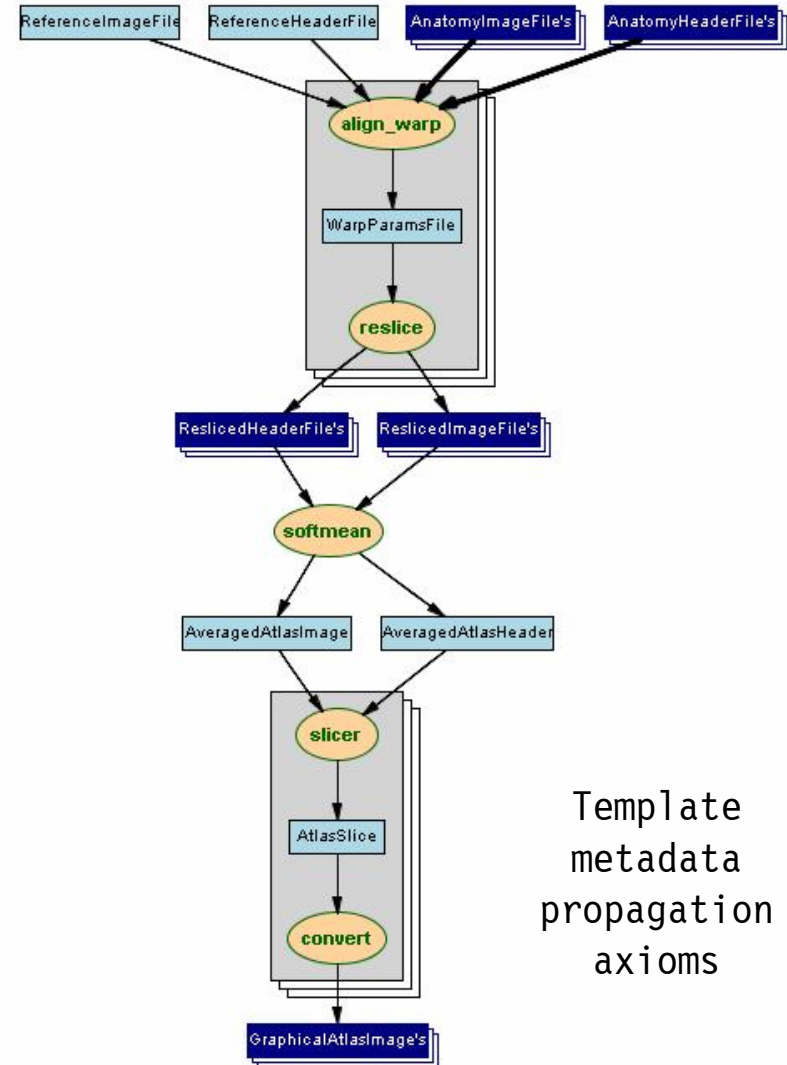 ReferenceImageFile
ReferenceHeaderFile
AnatomyImageFile's
AnatomyHeaderFile's
align_warp
WarpParamsFile
reslice
ReslicedHeaderFile's
ReslicedImageFile's
softmean
AveragedAtlasImage
AveragedAtlasHeader
slicer
AtlasSlice
convert
GraphicalAtlasImage's
Template
metadata
propagation
axioms